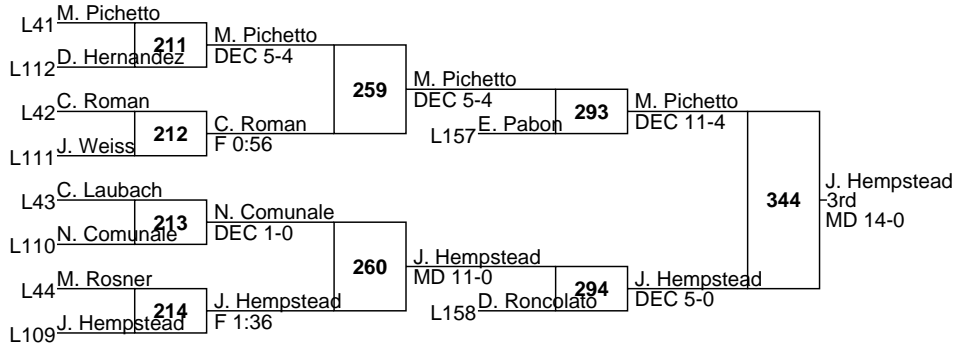 L41 M. Pichetto
211 M. Pichetto
DEC 5-4
L112 D. Hernandez
259 M. Pichetto
DEC 5-4
293 M. Pichetto
DEC 11-4
L42 C. Roman
L157 E. Pabon
212 C. Roman
F 0:56
L111 J. Weiss
344 J. Hempstead
3rd
MD 14-0
L43 C. Laubach
213 N. Comunale
DEC 1-0
L110 N. Comunale
260 J. Hempstead
MD 11-0
294 J. Hempstead
DEC 5-0
L44 M. Rosner
L158 D. Roncolato
214 J. Hempstead
F 1:36
L109 J. Hempstead